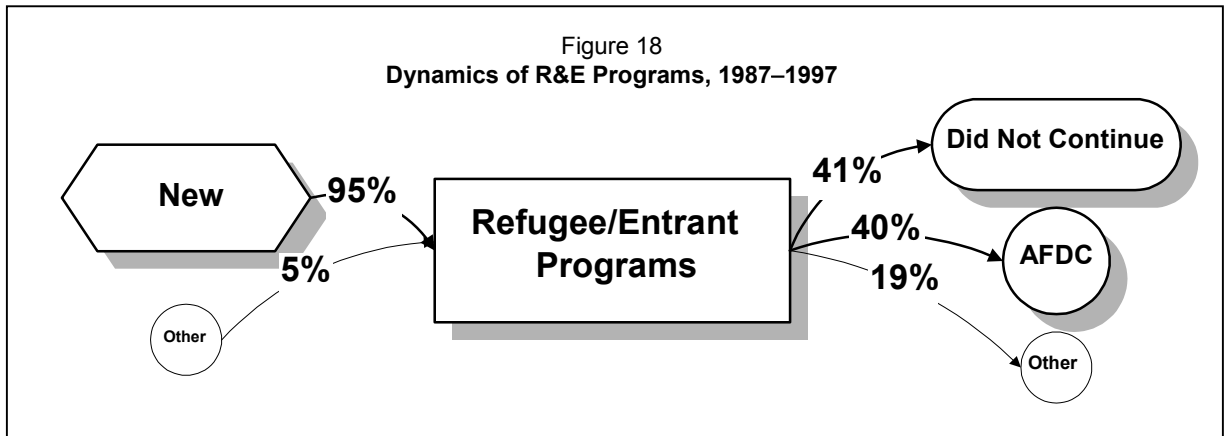 Figure 18
Dynamics of R&E Programs, 1987–1997
New
95%
5%
Other
Refugee/Entrant
Programs
41%
Did Not Continue
40%
AFDC
19%
Other